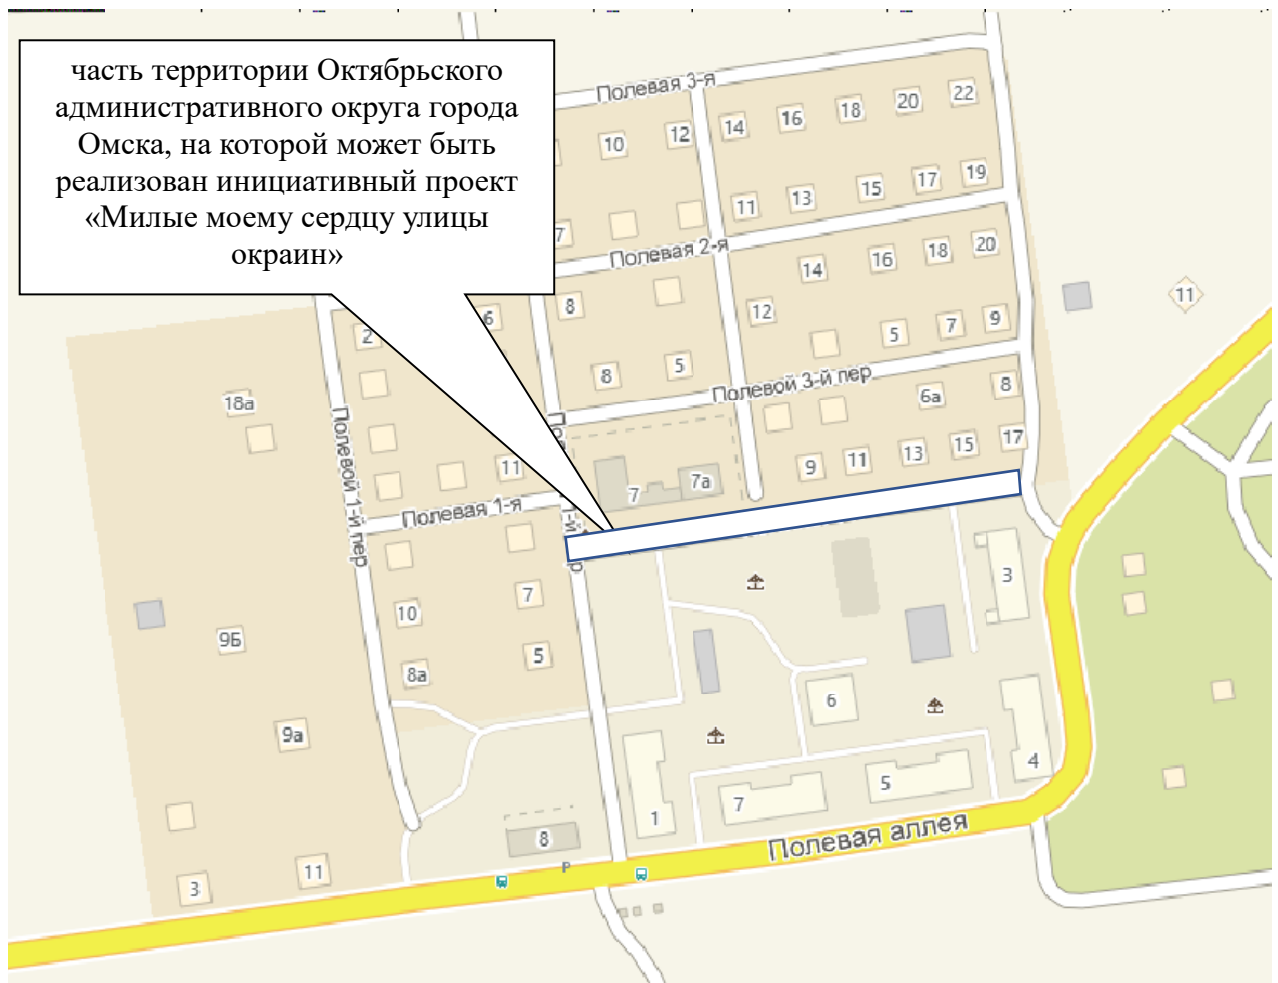 часть территории Октябрьского
административного округа города
Омска, на которой может быть
реализован инициативный проект
«Милые моему сердцу улицы
окраин»
Полевая 3-я
22
20
18
16
14
12
10
19
17
15
13
11
7
Полевая 2-я
20
18
16
14
12
8
6
2
11
9
7
5
5
8
Полевой 3-й пер
8
6а
18а
17
15
13
11
9
11
7а
7
Полевой 1-й пер
Полевая 1-я
1-й
р
3
7
10
9Б
5
8а
6
9а
4
5
7
1
8
Р
Полевая аллея
11
3